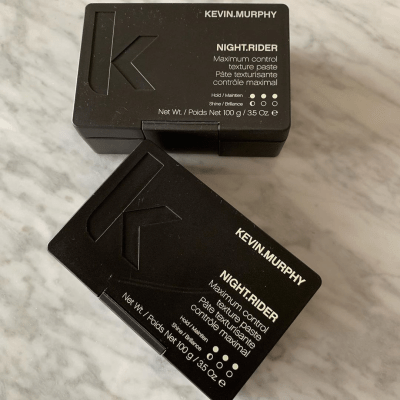 KEVIN.MURPHY
NIGHT.RIDER
Maximum control
texture paste
Pâte texturisante
contrôle maximal
Hold / Maintien
Shine / Brillance
Net Wt. / Poids Net 100 g / 3.5 Oz. ℮
KEVIN.MURPHY
NIGHT.RIDER
Maximum control
texture paste
Pâte texturisante
contrôle maximal
Hold / Maintien
Shine / Brillance
Net Wt. / Poids Net 100 g / 3.5 Oz. ℮